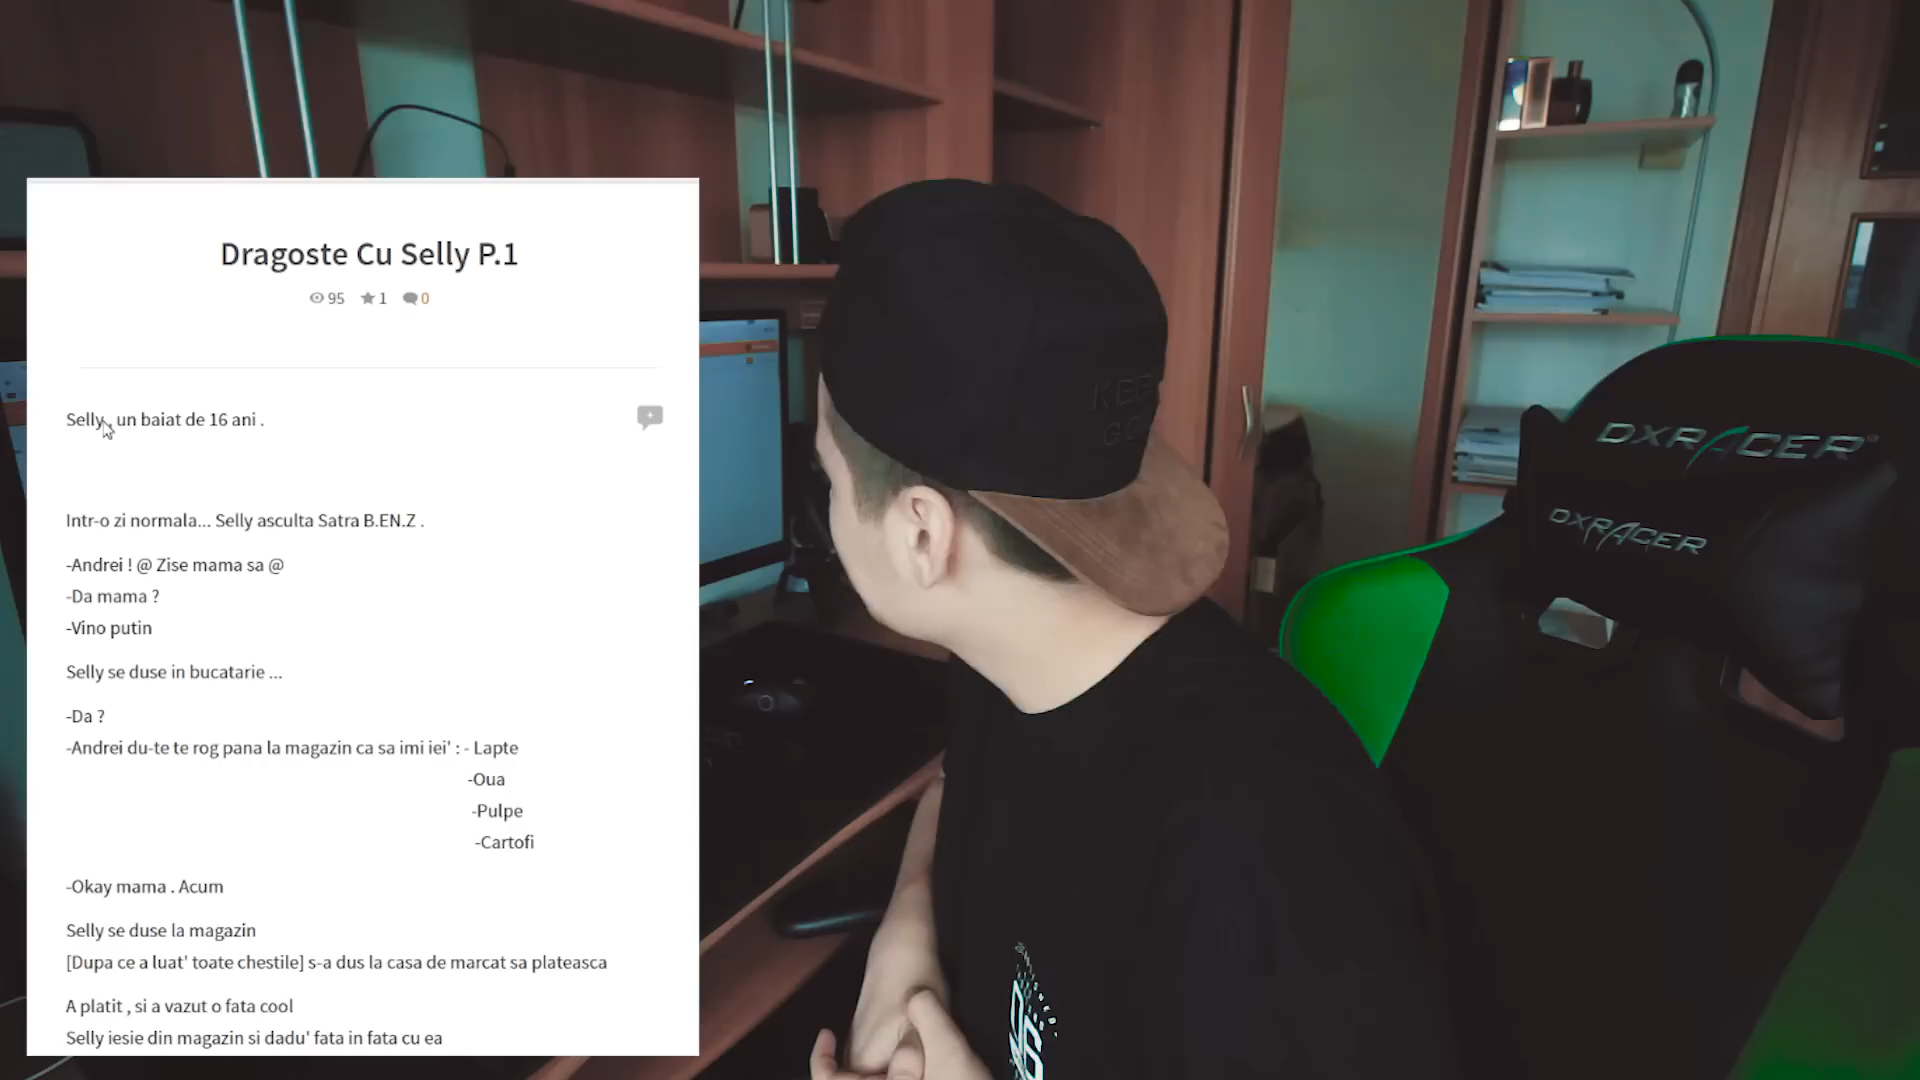 Dragoste Cu Selly P.1
95 1 0
Selly , un baiat de 16 ani .
Intr-o zi normala... Selly asculta Satra B.EN.Z .
-Andrei ! @ Zise mama sa @
-Da mama ?
-Vino putin
Selly se duse in bucatarie ...
-Da ?
-Andrei du-te te rog pana la magazin ca sa imi iei' : - Lapte
-Oua
-Pulpe
-Cartofi
-Okay mama . Acum
Selly se duse la magazin
[Dupa ce a luat' toate chestile] s-a dus la casa de marcat sa plateasca
A platit , si a vazut o fata cool
Selly iesie din magazin si dadu' fata in fata cu ea
DXRACER
DXRACER